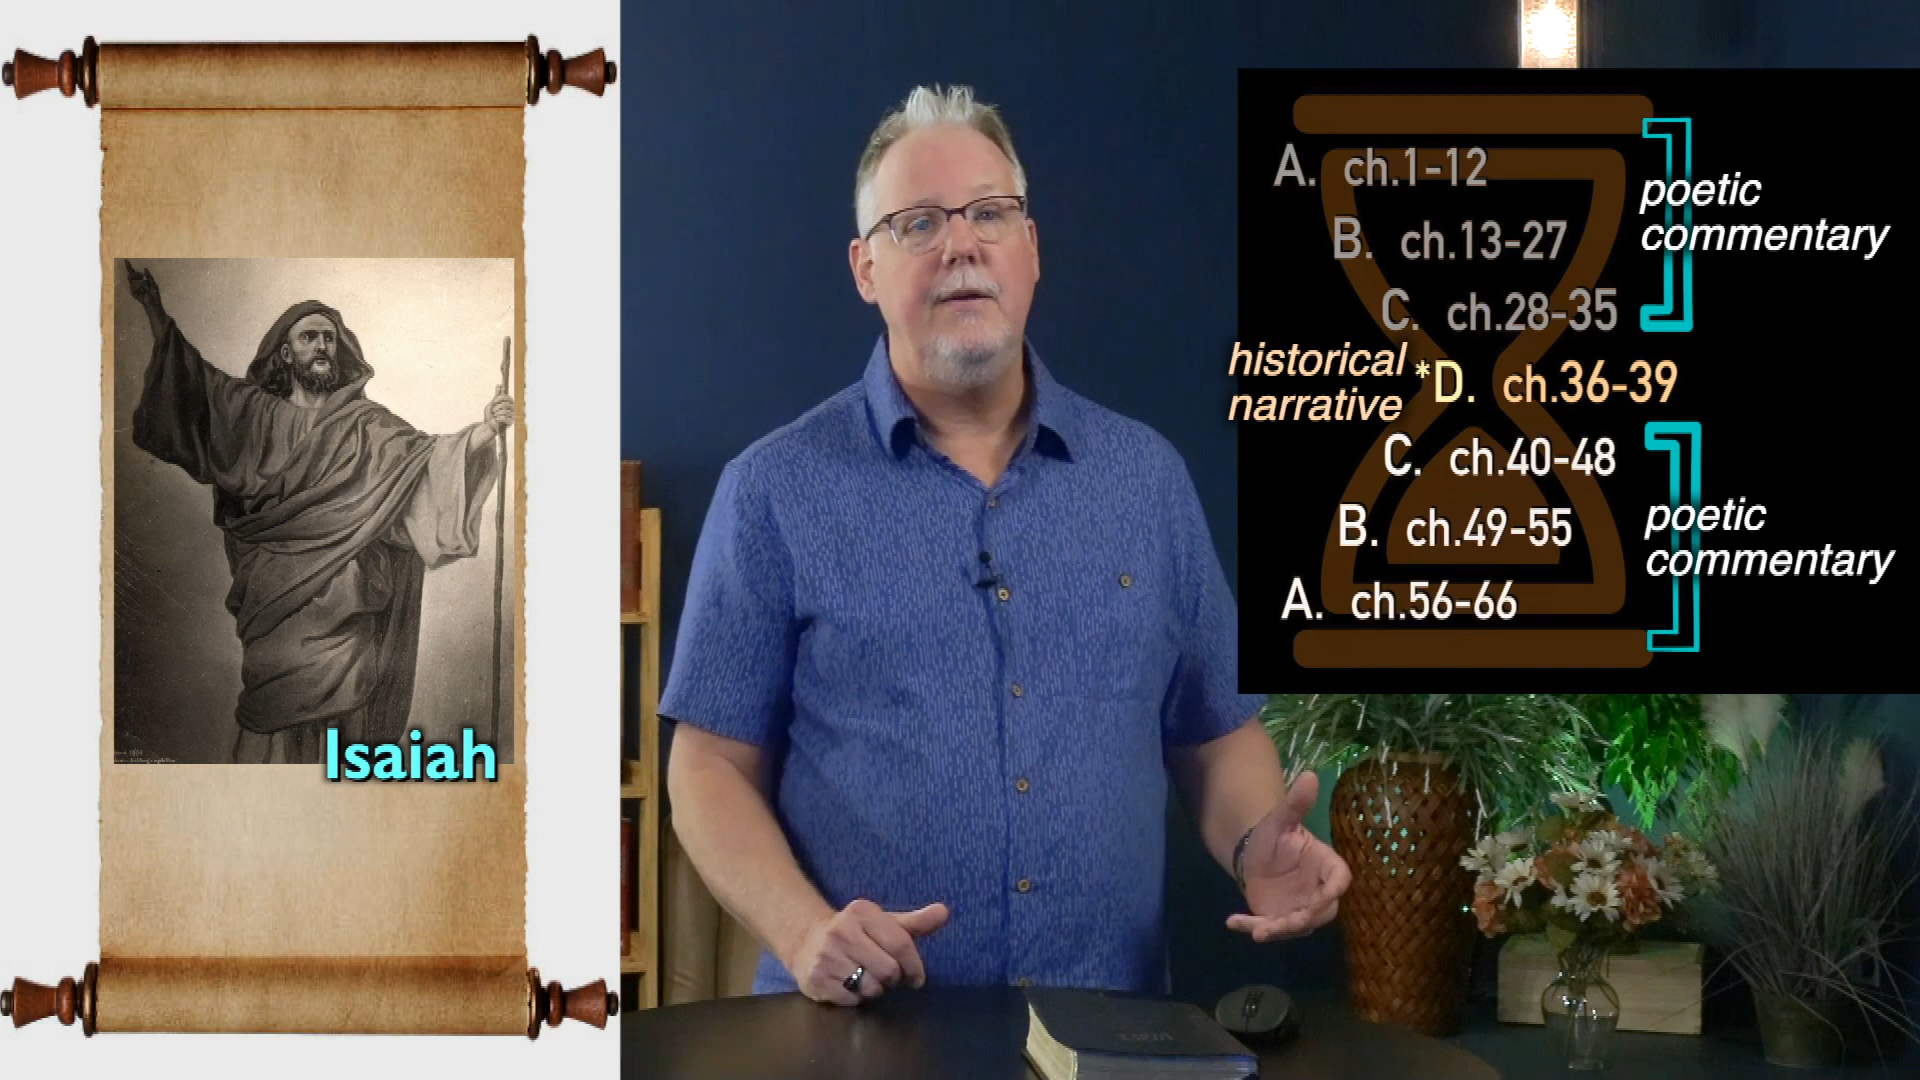 Isaiah
A. ch.1-12
B. ch.13-27
C. ch.28-35
poetic
commentary
historical
narrative
*D. ch.36-39
C. ch.40-48
B. ch.49-55
A. ch.56-66
poetic
commentary